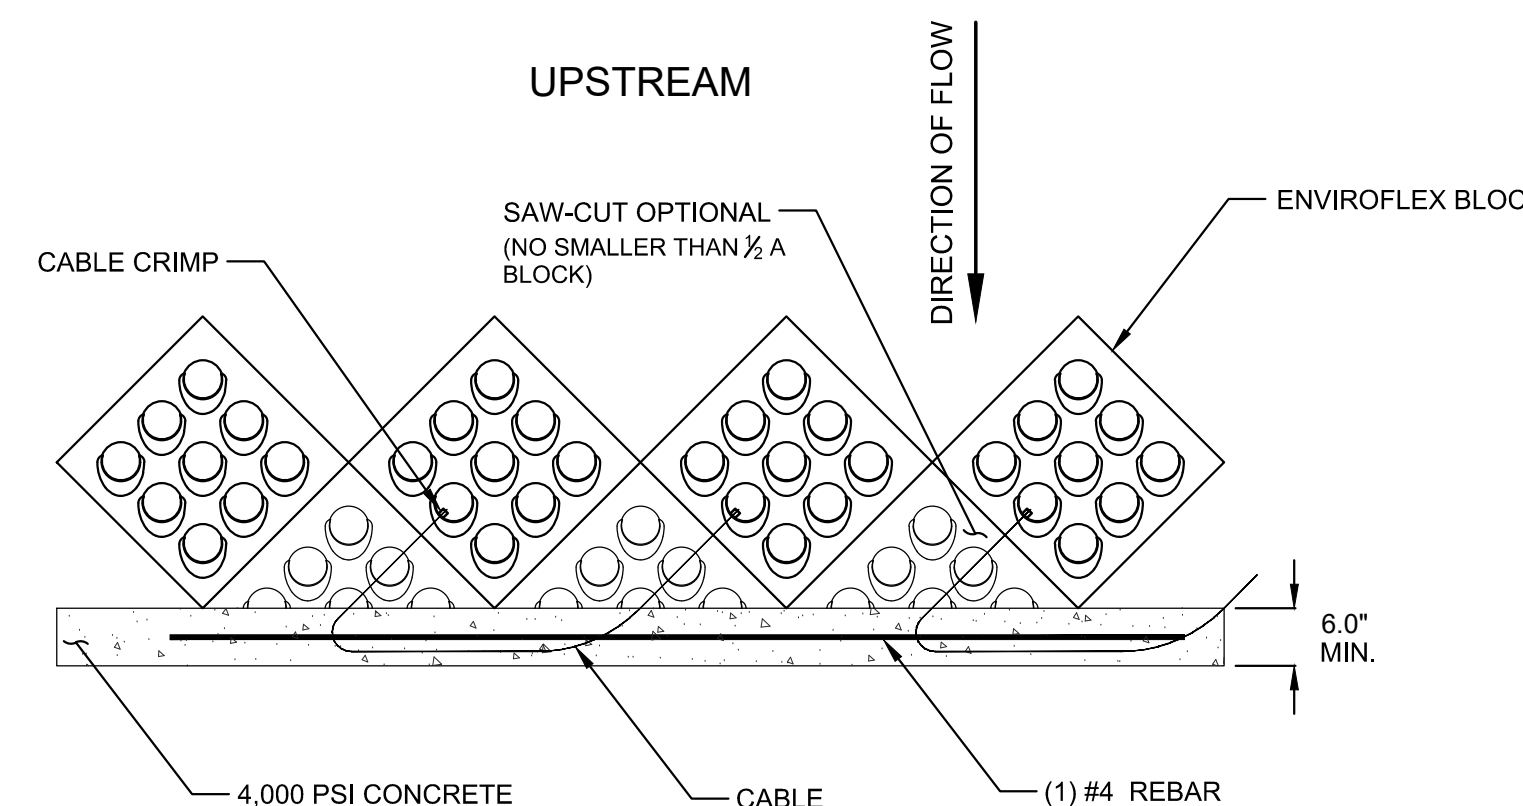 UPSTREAM
DIRECTION OF FLOW
SAW-CUT OPTIONAL
(NO SMALLER THAN ½ A
BLOCK)
ENVIROFLEX BLOC
CABLE CRIMP
6.0"
MIN.
4,000 PSI CONCRETE
CABLE
(1) #4 REBAR